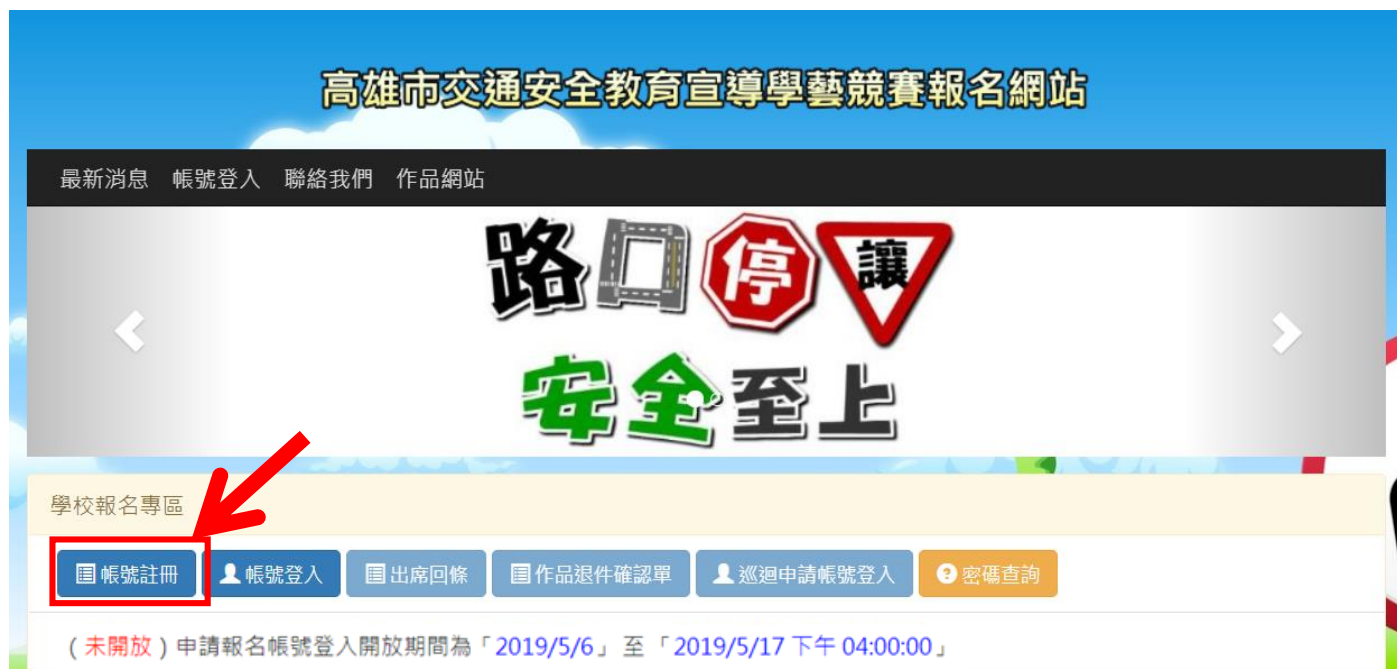 高雄市交通安全教育宣導學藝競賽報名網站
最新消息 帳號登入 聯絡我們 作品網站
路口停讓
安全至上
學校報名專區
帳號註冊 帳號登入 出席回條 作品退件確認單 巡迴申請帳號登入 密碼查詢
(未開放)申請報名帳號登入開放期間為「2019/5/6」 至 「2019/5/17 下午 04:00:00」